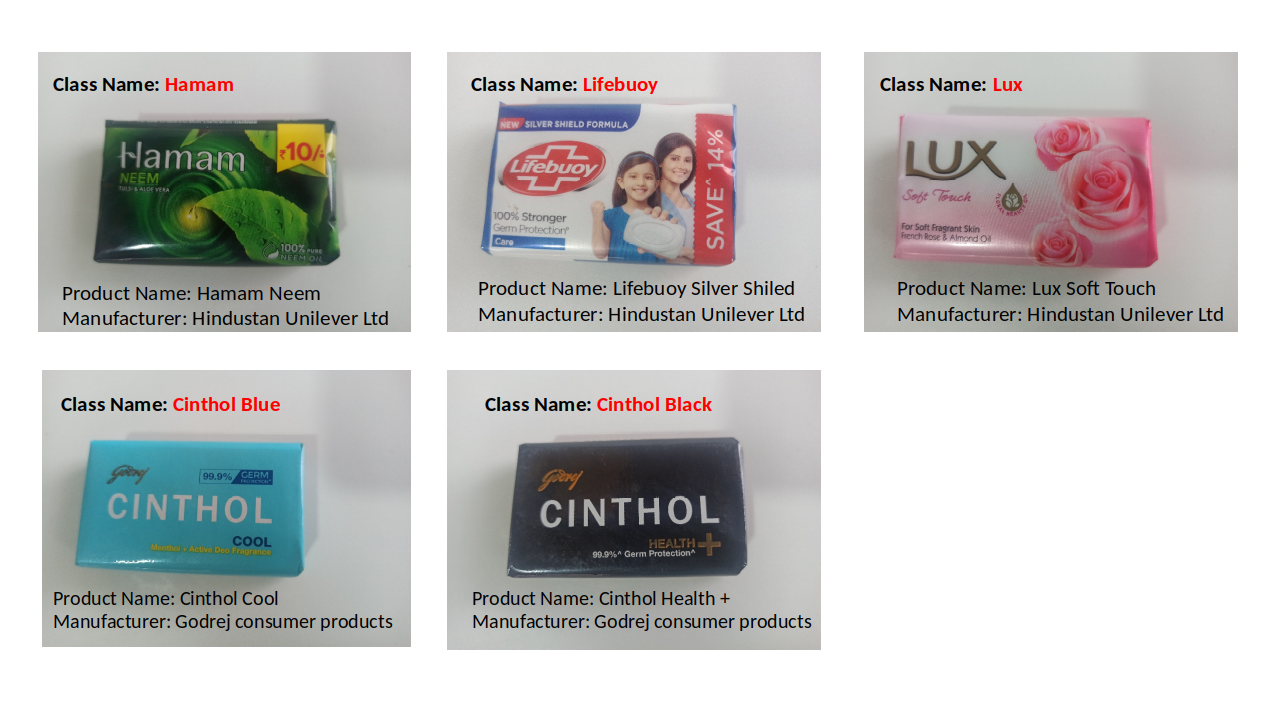 Class Name: Hamam
Hamam
₹10/-
NEEM
TULSI & ALOE VERA
100% PURE
NEEM OIL
Product Name: Hamam Neem
Manufacturer: Hindustan Unilever Ltd
Class Name: Lifebuoy
NEW SILVER SHIELD FORMULA
Lifebuoy
SAVE^ 14%
100% Stronger
Germ Protection*
Care
Product Name: Lifebuoy Silver Shiled
Manufacturer: Hindustan Unilever Ltd
Class Name: Lux
LUX
Soft Touch
For Soft Fragrant Skin
French Rose & Almond Oil
Product Name: Lux Soft Touch
Manufacturer: Hindustan Unilever Ltd
Class Name: Cinthol Blue
Godrej
99.9% GERM
PROTECTION^
CINTHOL
COOL
Menthol + Active Deo Fragrance
Product Name: Cinthol Cool
Manufacturer: Godrej consumer products
Class Name: Cinthol Black
Godrej
CINTHOL
HEALTH+
99.9%^ Germ Protection^
Product Name: Cinthol Health +
Manufacturer: Godrej consumer products